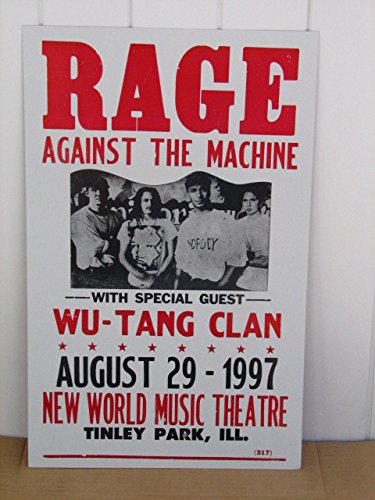 RAGE
AGAINST THE MACHINE
NOBODY
WITH SPECIAL GUEST
WU-TANG CLAN
AUGUST 29 - 1997
NEW WORLD MUSIC THEATRE
TINLEY PARK, ILL.
(317)